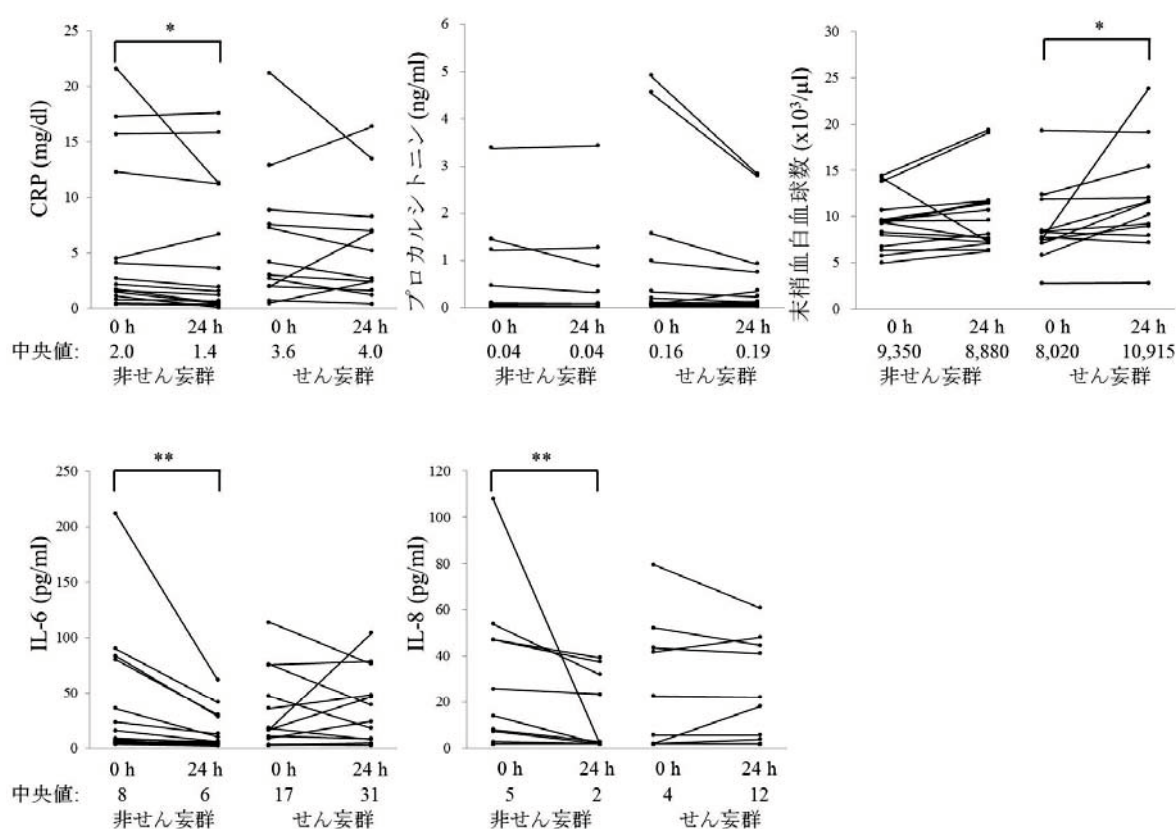 CRP (mg/dl)
25
20
15
10
5
0
*
0 h 24 h 0 h 24 h
中央値: 2.0 1.4 3.6 4.0
非せん妄群 せん妄群
プロカルシトニン (ng/ml)
6
5
4
3
2
1
0
0 h 24 h 0 h 24 h
0.04 0.04 0.16 0.19
非せん妄群 せん妄群
末梢血白血球数 (x10³/μl)
30
25
20
15
10
5
0
*
0 h 24 h 0 h 24 h
9,350 8,880 8,020 10,915
非せん妄群 せん妄群
IL-6 (pg/ml)
250
200
150
100
50
0
**
0 h 24 h 0 h 24 h
中央値: 8 6 17 31
非せん妄群 せん妄群
IL-8 (pg/ml)
120
100
80
60
40
20
0
**
0 h 24 h 0 h 24 h
5 2 4 12
非せん妄群 せん妄群